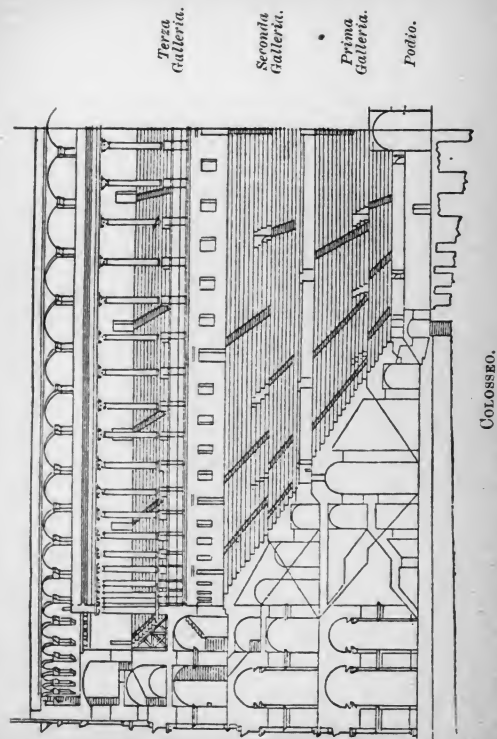 Terza
Galleria.
Seconda
Galleria.
Prima
Galleria.
Podio.
COLOSSEO.